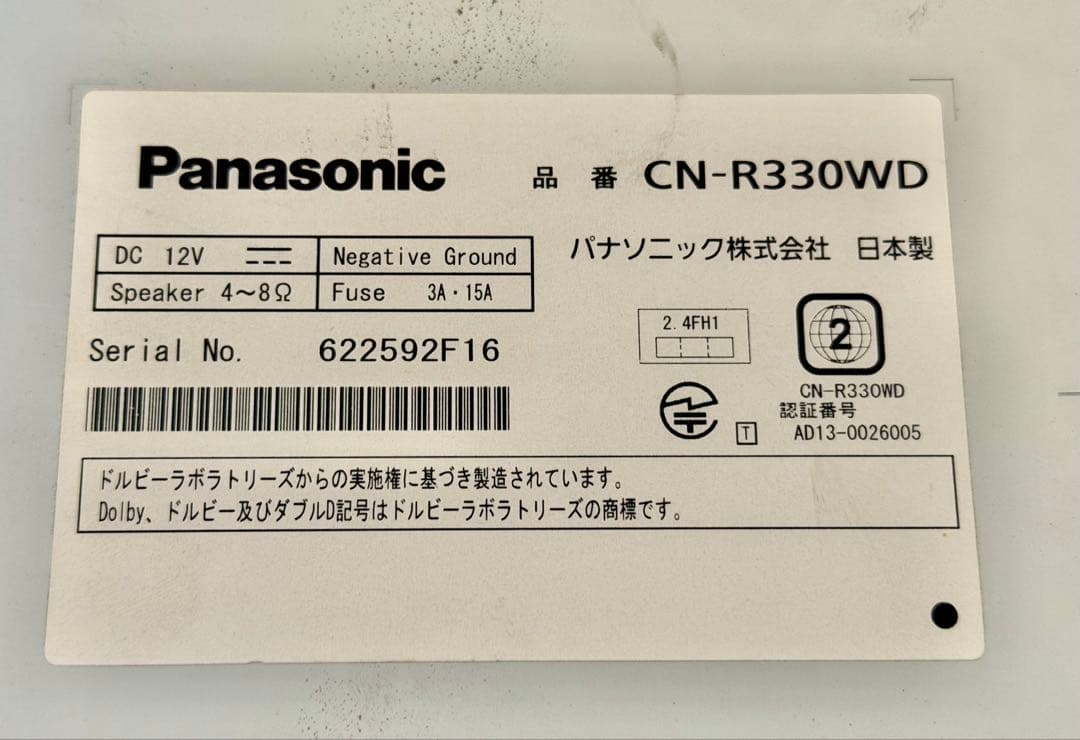 Panasonic 品番 CN-R330WD
パナソニック株式会社 日本製
DC 12V Negative Ground
Speaker 4～8Ω Fuse 3A・15A
Serial No. 622592F16
2.4FH1
2
CN-R330WD
認証番号
AD13-0026005
T
ドルビーラボラトリーズからの実施権に基づき製造されています。
Dolby、ドルビー及びダブルD記号はドルビーラボラトリーズの商標です。